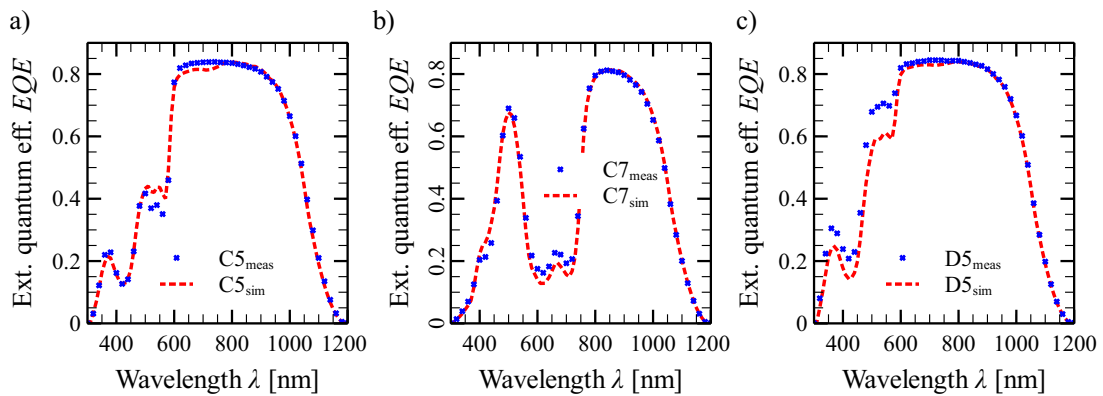 a)
Ext. quantum eff. EQE
0.8
0.6
0.4
0.2
0
C5meas
C5sim
400 600 800 1000 1200
Wavelength λ [nm]
b)
Ext. quantum eff. EQE
0.8
0.6
0.4
0.2
0
C7meas
C7sim
400 600 800 1000 1200
Wavelength λ [nm]
c)
Ext. quantum eff. EQE
0.8
0.6
0.4
0.2
0
D5meas
D5sim
400 600 800 1000 1200
Wavelength λ [nm]